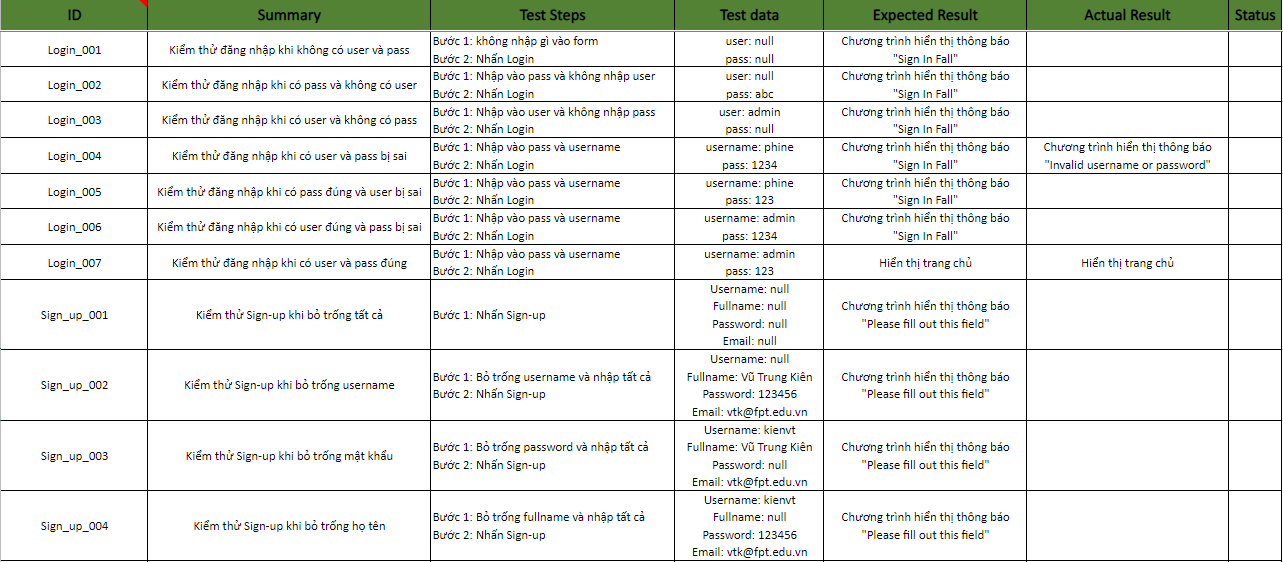 ID Summary Test Steps Test data Expected Result Actual Result Status
Login_001
Kiểm thử đăng nhập khi không có user và pass
Bước 1: không nhập gì vào form
Bước 2: Nhấn Login
user: null
pass: null
Chương trình hiển thị thông báo
"Sign In Fall"
Login_002
Kiểm thử đăng nhập khi có pass và không có user
Bước 1: Nhập vào pass và không nhập user
Bước 2: Nhấn Login
user: null
pass: abc
Chương trình hiển thị thông báo
"Sign In Fall"
Login_003
Kiểm thử đăng nhập khi có user và không có pass
Bước 1: Nhập vào user và không nhập pass
Bước 2: Nhấn Login
user: admin
pass: null
Chương trình hiển thị thông báo
"Sign In Fall"
Login_004
Kiểm thử đăng nhập khi có user và pass bị sai
Bước 1: Nhập vào pass và username
Bước 2: Nhấn Login
username: phine
pass: 1234
Chương trình hiển thị thông báo
"Sign In Fall"
Chương trình hiển thị thông báo
"Invalid username or password"
Login_005
Kiểm thử đăng nhập khi có pass đúng và user bị sai
Bước 1: Nhập vào pass và username
Bước 2: Nhấn Login
username: phine
pass: 123
Chương trình hiển thị thông báo
"Sign In Fall"
Login_006
Kiểm thử đăng nhập khi có user đúng và pass bị sai
Bước 1: Nhập vào pass và username
Bước 2: Nhấn Login
username: admin
pass: 1234
Chương trình hiển thị thông báo
"Sign In Fall"
Login_007
Kiểm thử đăng nhập khi có user và pass đúng
Bước 1: Nhập vào pass và username
Bước 2: Nhấn Login
username: admin
pass: 123
Hiển thị trang chủ
Hiển thị trang chủ
Sign_up_001
Kiểm thử Sign-up khi bỏ trống tất cả
Bước 1: Nhấn Sign-up
Username: null
Fullname: null
Password: null
Email: null
Chương trình hiển thị thông báo
"Please fill out this field"
Sign_up_002
Kiểm thử Sign-up khi bỏ trống username
Bước 1: Bỏ trống username và nhập tất cả
Bước 2: Nhấn Sign-up
Username: null
Fullname: Vũ Trung Kiên
Password: 123456
Email: vtk@fpt.edu.vn
Chương trình hiển thị thông báo
"Please fill out this field"
Sign_up_003
Kiểm thử Sign-up khi bỏ trống mật khẩu
Bước 1: Bỏ trống password và nhập tất cả
Bước 2: Nhấn Sign-up
Username: kienvt
Fullname: Vũ Trung Kiên
Password: null
Email: vtk@fpt.edu.vn
Chương trình hiển thị thông báo
"Please fill out this field"
Sign_up_004
Kiểm thử Sign-up khi bỏ trống họ tên
Bước 1: Bỏ trống fullname và nhập tất cả
Bước 2: Nhấn Sign-up
Username: kienvt
Fullname: null
Password: 123456
Email: vtk@fpt.edu.vn
Chương trình hiển thị thông báo
"Please fill out this field"